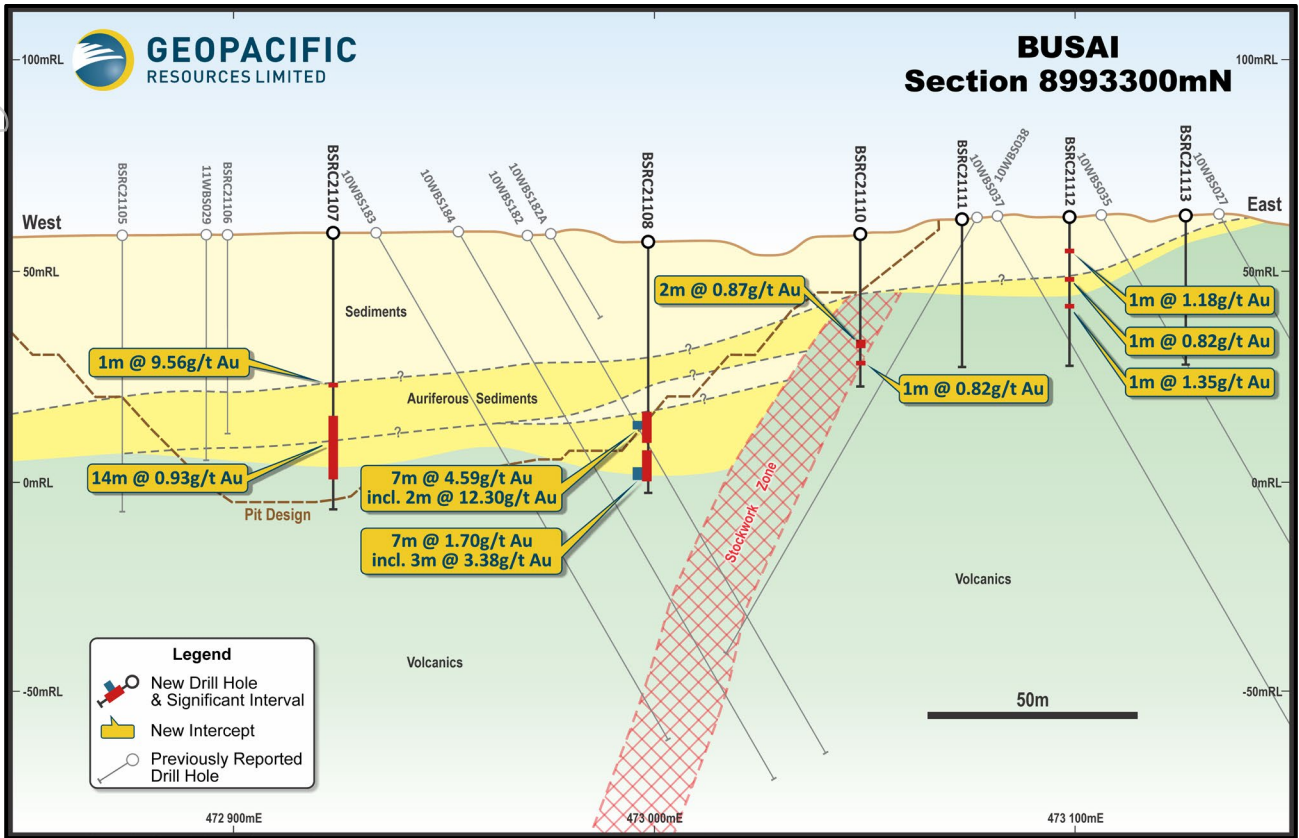 GEOPACIFIC
RESOURCES LIMITED
BUSAI
Section 8993300mN
100mRL
100mRL
West
East
BSRC21105
11WBS029
BSRC21106
BSRC21107
10WBS183
10WBS184
10WBS182
10WBS182A
BSRC21108
BSRC21110
BSRC21111
10WBS037
10WBS038
BSRC21112
10WBS035
BSRC21113
10WBS027
50mRL
50mRL
Sediments
2m @ 0.87g/t Au
1m @ 1.18g/t Au
1m @ 0.82g/t Au
1m @ 1.35g/t Au
1m @ 9.56g/t Au
?
?
?
?
?
Auriferous Sediments
1m @ 0.82g/t Au
14m @ 0.93g/t Au
7m @ 4.59g/t Au
incl. 2m @ 12.30g/t Au
0mRL
0mRL
Pit Design
7m @ 1.70g/t Au
incl. 3m @ 3.38g/t Au
Stockwork Zone
Volcanics
Volcanics
Legend
New Drill Hole
& Significant Interval
New Intercept
Previously Reported
Drill Hole
-50mRL
-50mRL
50m
472 900mE
473 000mE
473 100mE